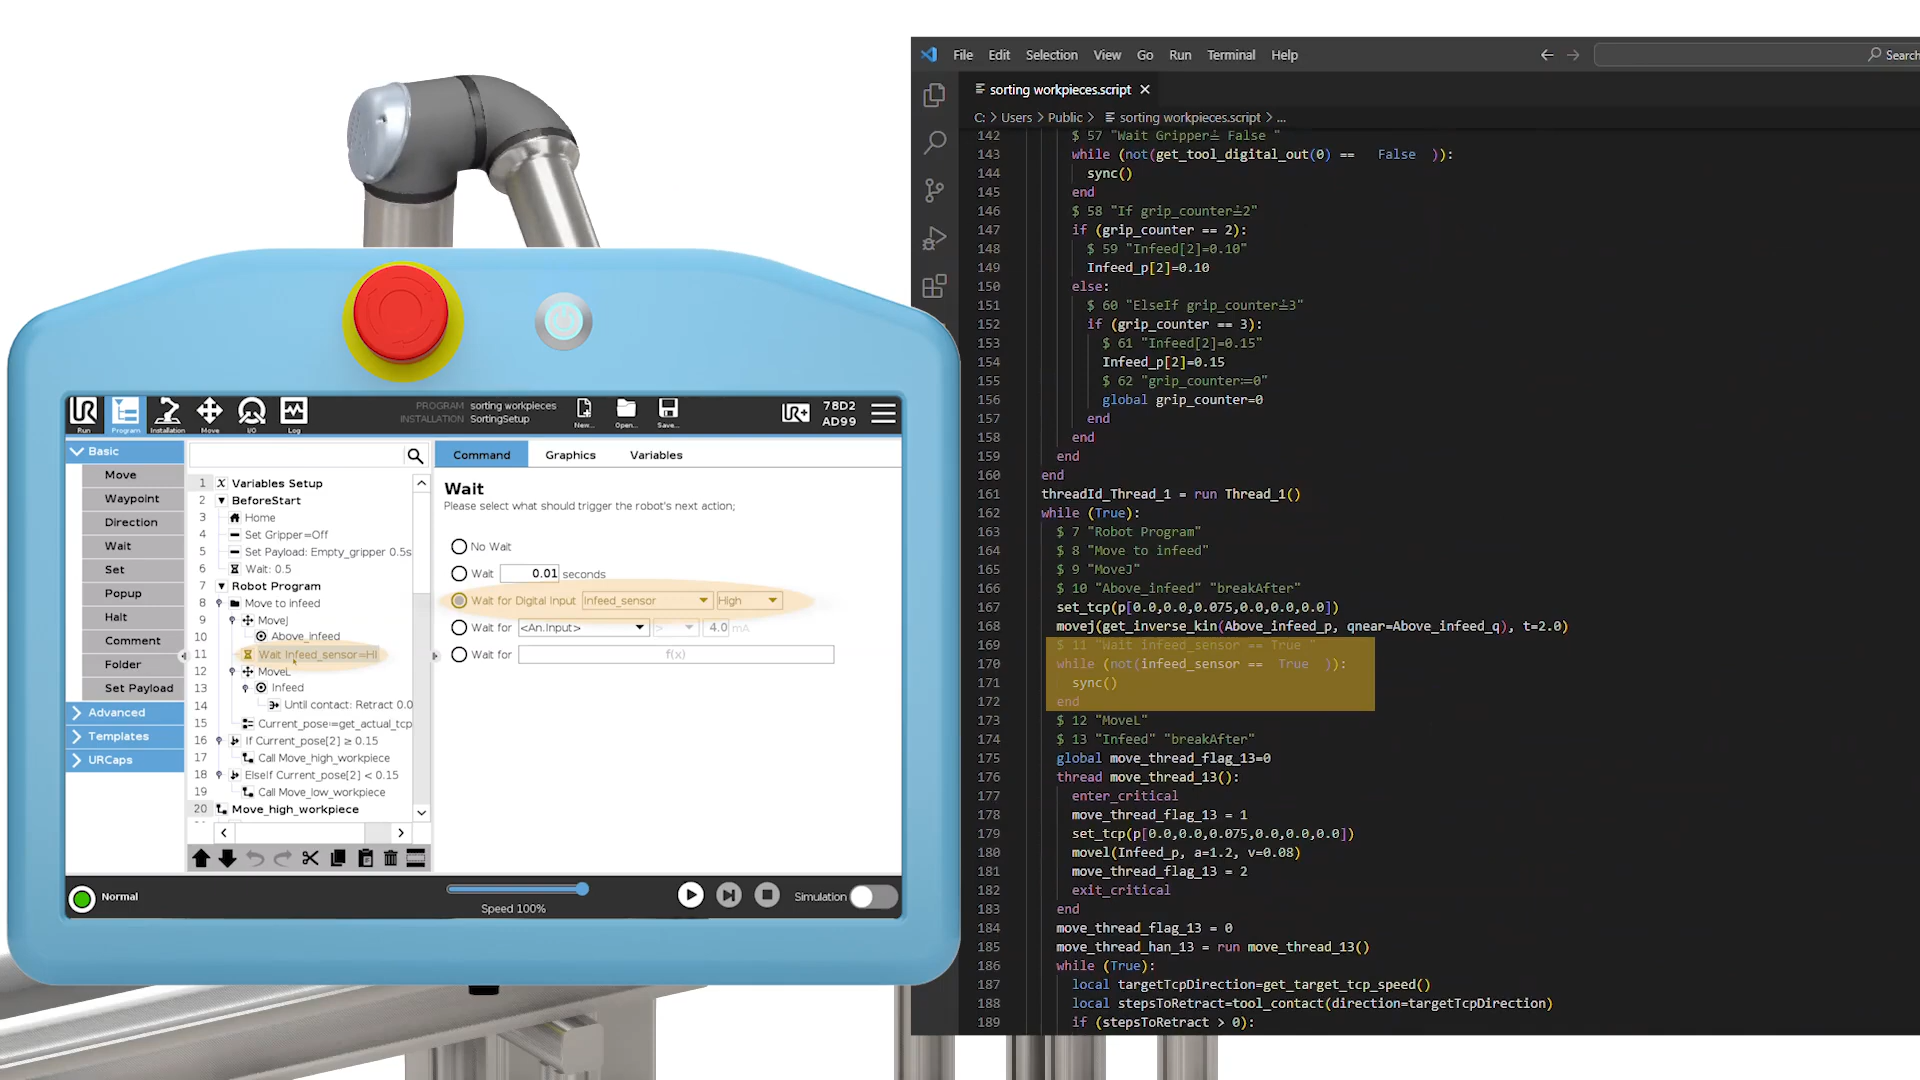 UR
Run
Program
Installation
Move
I/O
Log
PROGRAM sorting workpieces
INSTALLATION SortingSetup
New...
Open...
Save...
UR+
78D2
AD99
Basic
Move
Waypoint
Direction
Wait
Set
Popup
Halt
Comment
Folder
Set Payload
Advanced
Templates
URCaps
1 X Variables Setup
2 BeforeStart
3 Home
4 Set Gripper=Off
5 Set Payload: Empty_gripper 0.5s
6 Wait: 0.5
7 Robot Program
8 Move to infeed
9 MoveJ
10 Above_infeed
11 Wait Infeed_sensor=HI
12 MoveL
13 Infeed
14 Until contact: Retract 0.0
15 Current_pose≔get_actual_tcp
16 If Current_pose[2] ≥ 0.15
17 Call Move_high_workpiece
18 ElseIf Current_pose[2] < 0.15
19 Call Move_low_workpiece
20 Move_high_workpiece
Command Graphics Variables
Wait
Please select what should trigger the robot's next action;
No Wait
Wait 0.01 seconds
Wait for Digital Input Infeed_sensor High
Wait for <An.Input> > 4.0 mA
Wait for f(x)
Normal
Speed 100%
Simulation
File Edit Selection View Go Run Terminal Help
Search
sorting workpieces.script
C: > Users > Public > sorting workpieces.script > ...
142 $ 57 "Wait Gripper≟ False "
143 while (not(get_tool_digital_out(0) == False )):
144 sync()
145 end
146 $ 58 "If grip_counter≟2"
147 if (grip_counter == 2):
148 $ 59 "Infeed[2]=0.10"
149 Infeed_p[2]=0.10
150 else:
151 $ 60 "ElseIf grip_counter≟3"
152 if (grip_counter == 3):
153 $ 61 "Infeed[2]=0.15"
154 Infeed_p[2]=0.15
155 $ 62 "grip_counter≔0"
156 global grip_counter=0
157 end
158 end
159 end
160 end
161 threadId_Thread_1 = run Thread_1()
162 while (True):
163 $ 7 "Robot Program"
164 $ 8 "Move to infeed"
165 $ 9 "MoveJ"
166 $ 10 "Above_infeed" "breakAfter"
167 set_tcp(p[0.0,0.0,0.075,0.0,0.0,0.0])
168 movej(get_inverse_kin(Above_infeed_p, qnear=Above_infeed_q), t=2.0)
169 $ 11 "Wait infeed_sensor == True "
170 while (not(infeed_sensor == True )):
171 sync()
172 end
173 $ 12 "MoveL"
174 $ 13 "Infeed" "breakAfter"
175 global move_thread_flag_13=0
176 thread move_thread_13():
177 enter_critical
178 move_thread_flag_13 = 1
179 set_tcp(p[0.0,0.0,0.075,0.0,0.0,0.0])
180 movel(Infeed_p, a=1.2, v=0.08)
181 move_thread_flag_13 = 2
182 exit_critical
183 end
184 move_thread_flag_13 = 0
185 move_thread_han_13 = run move_thread_13()
186 while (True):
187 local targetTcpDirection=get_target_tcp_speed()
188 local stepsToRetract=tool_contact(direction=targetTcpDirection)
189 if (stepsToRetract > 0):